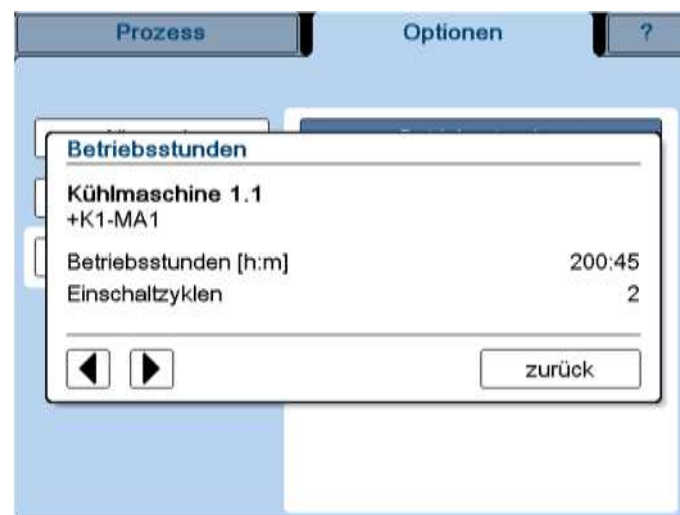 Prozess
Optionen
?
Betriebsstunden
Kühlmaschine 1.1
+K1-MA1
Betriebsstunden [h:m] 200:45
Einschaltzyklen 2
zurück